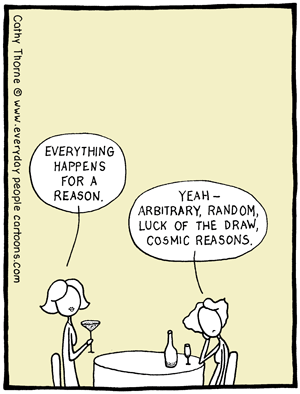 Cathy Thorne © www.everyday people cartoons.com
EVERYTHING
HAPPENS
FOR A
REASON.
YEAH –
ARBITRARY, RANDOM,
LUCK OF THE DRAW,
COSMIC REASONS.